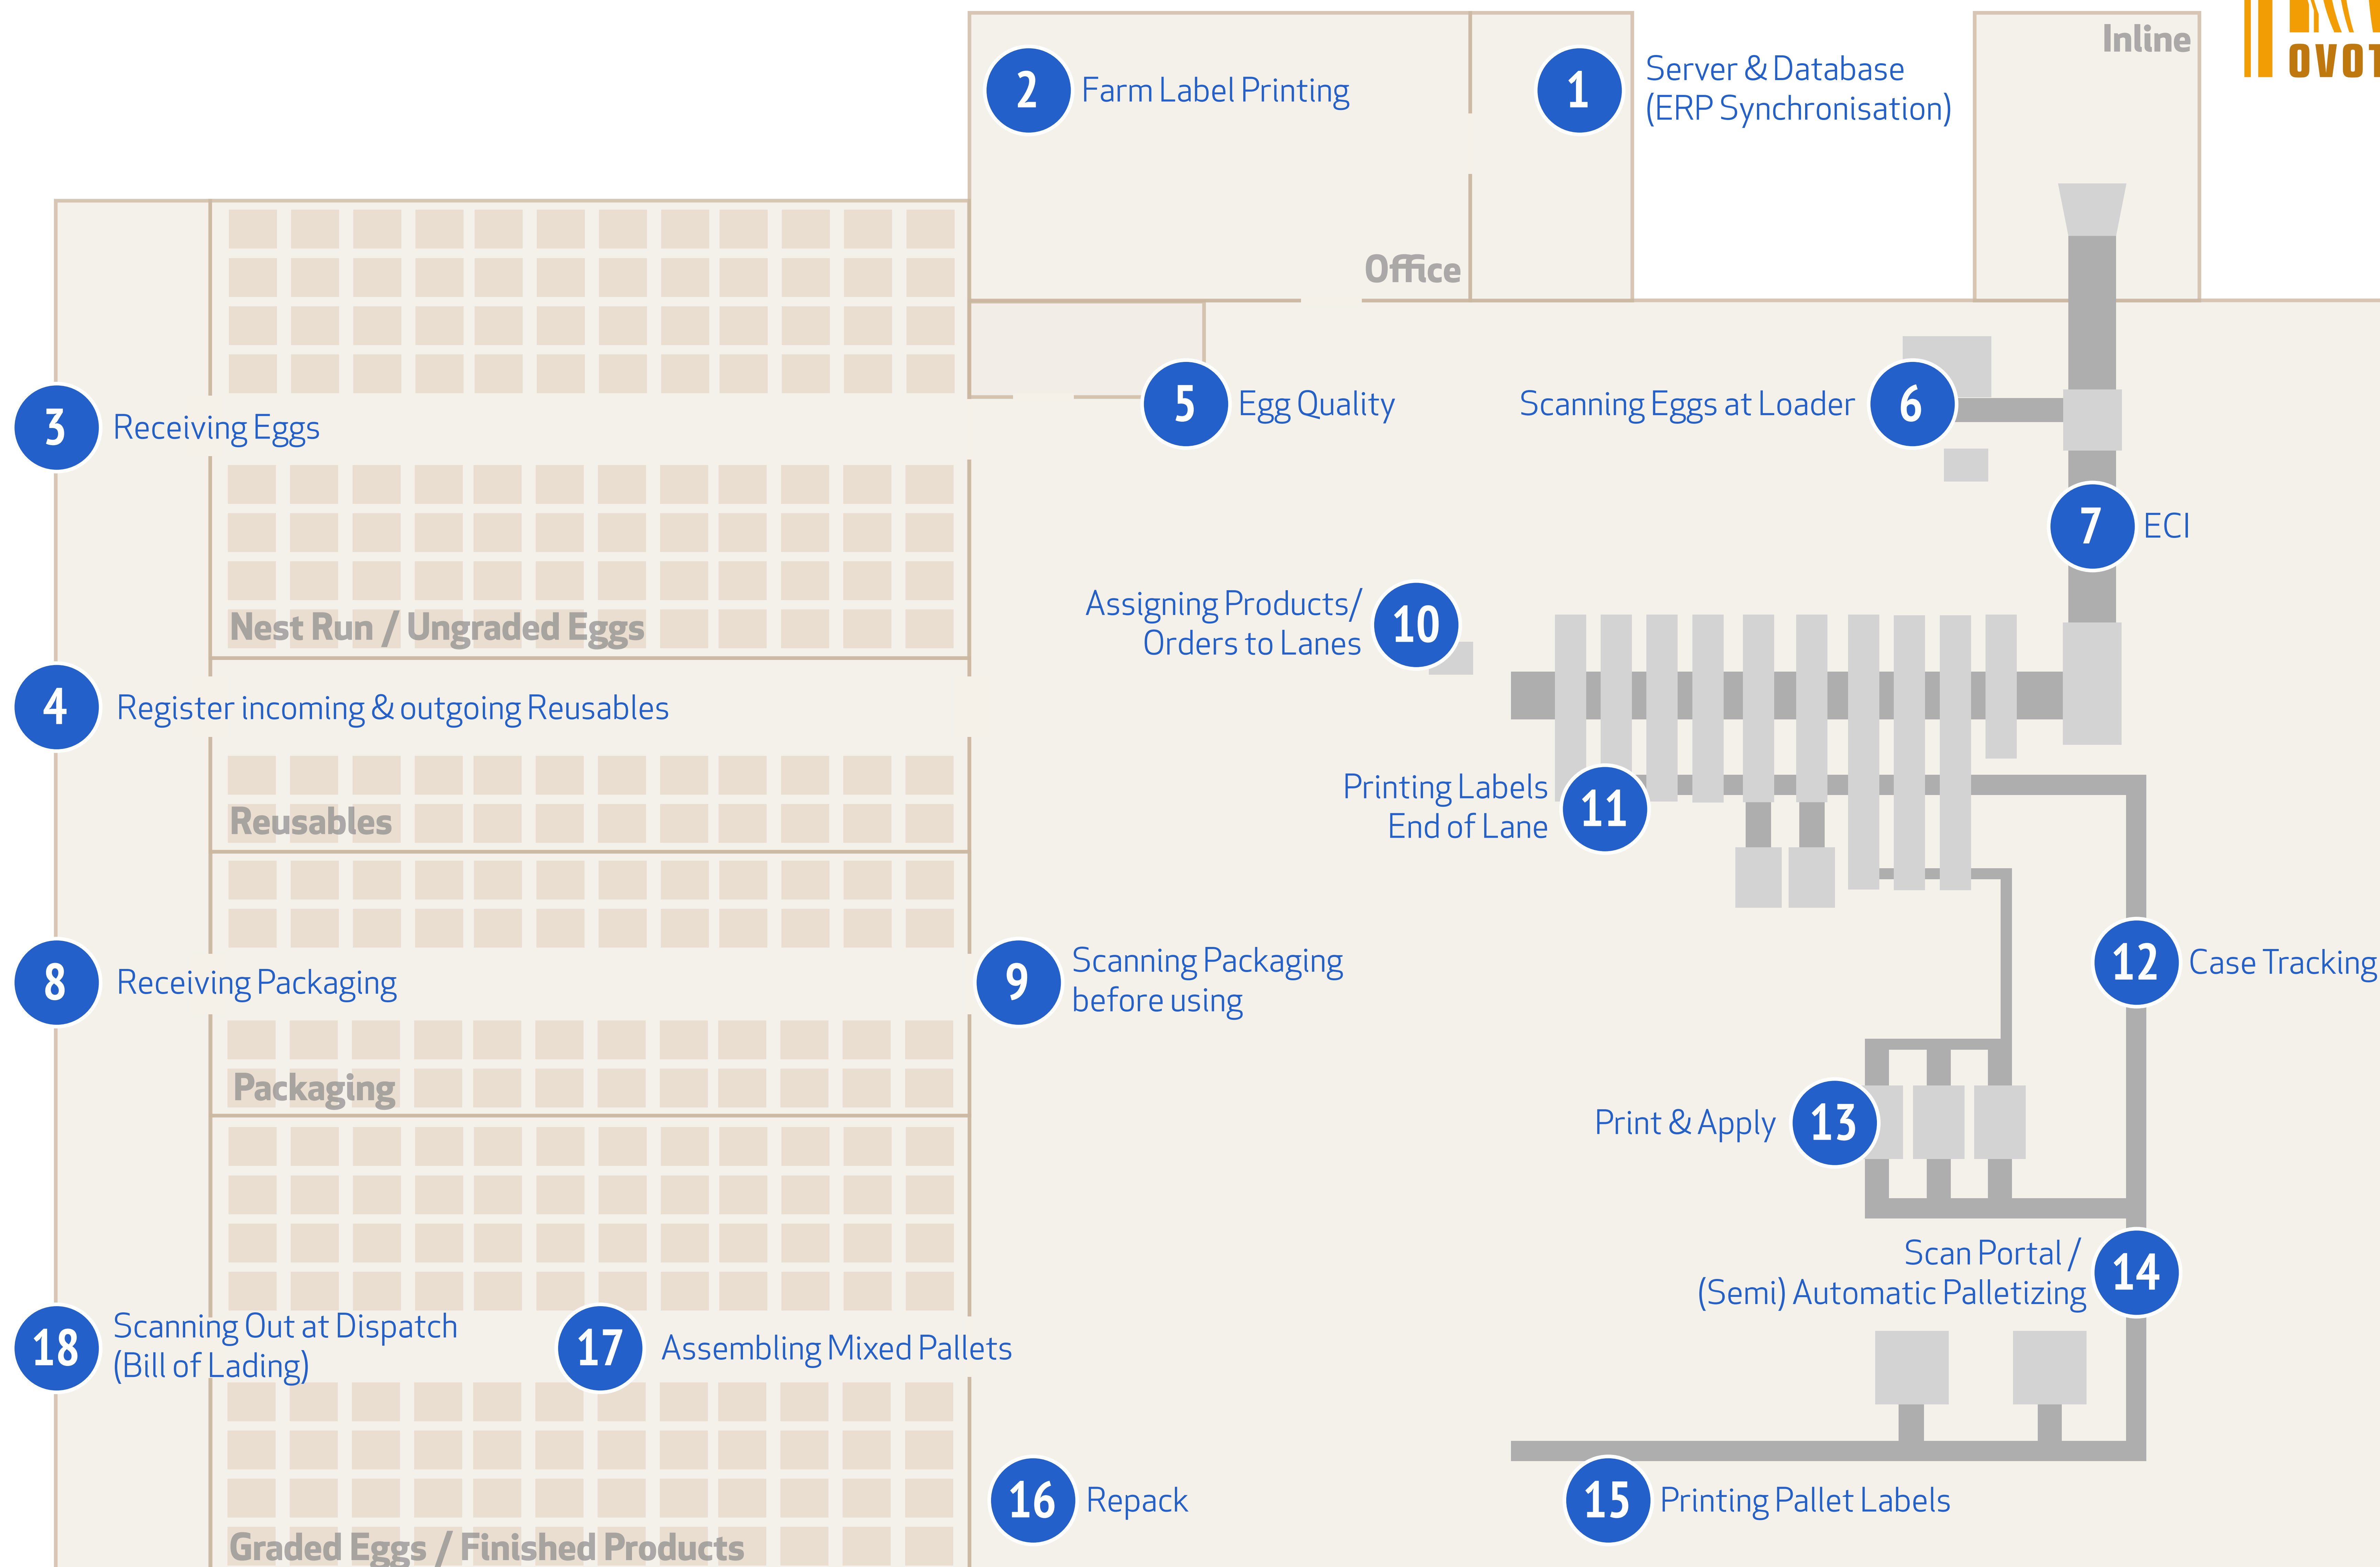 Inline
OVOT
2
Farm Label Printing
1
Server & Database
(ERP Synchronisation)
Office
3
Receiving Eggs
5
Egg Quality
Scanning Eggs at Loader
6
7
ECI
Nest Run / Ungraded Eggs
Assigning Products/
Orders to Lanes
10
4
Register incoming & outgoing Reusables
Reusables
Printing Labels
End of Lane
11
8
Receiving Packaging
9
Scanning Packaging
before using
12
Case Tracking
Packaging
Print & Apply
13
Scan Portal /
(Semi) Automatic Palletizing
14
18
Scanning Out at Dispatch
(Bill of Lading)
17
Assembling Mixed Pallets
16
Repack
15
Printing Pallet Labels
Graded Eggs / Finished Products